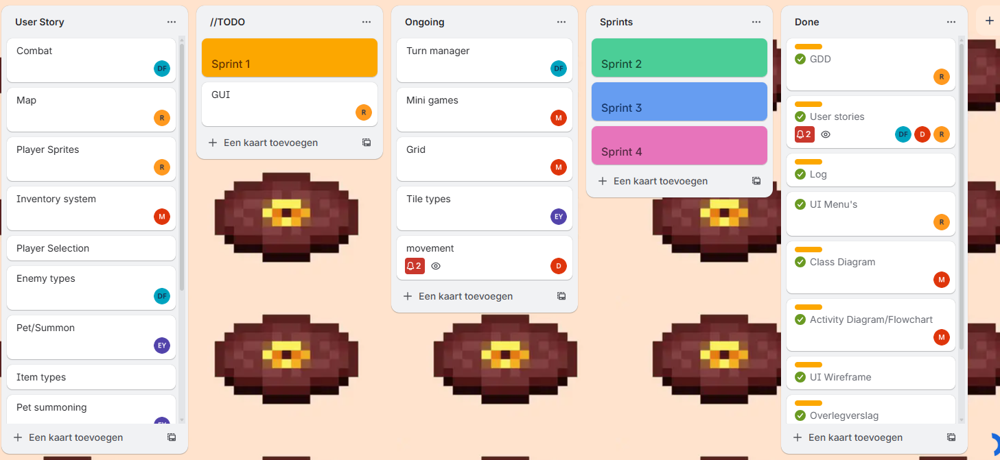 User Story
Combat
DF
Map
R
Player Sprites
R
Inventory system
M
Player Selection
Enemy types
DF
Pet/Summon
EY
Item types
Pet summoning
EY
Een kaart toevoegen
//TODO
Sprint 1
GUI
R
Een kaart toevoegen
Ongoing
Turn manager
DF
Mini games
M
Grid
M
Tile types
EY
movement
2 D
Een kaart toevoegen
Sprints
Sprint 2
Sprint 3
Sprint 4
Een kaart toevoegen
Done
GDD
R
User stories
2 DF D R
Log
UI Menu's
R
Class Diagram
M
Activity Diagram/Flowchart
M
UI Wireframe
Overlegverslag
Een kaart toevoegen